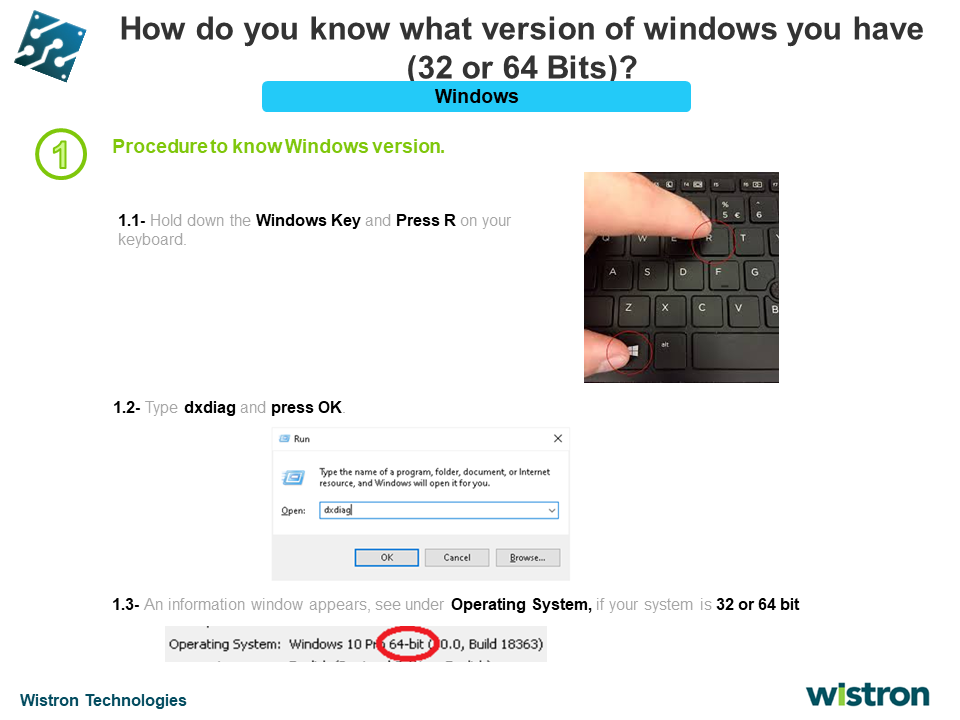 How do you know what version of windows you have
(32 or 64 Bits)?
Windows
1
Procedure to know Windows version.
1.1- Hold down the Windows Key and Press R on your
keyboard.
F4
F5
F6
F7
% 5 €
^ 6
Q W E R T
A S D F G
Z X C V B
alt
1.2- Type dxdiag and press OK.
Run
Type the name of a program, folder, document, or Internet
resource, and Windows will open it for you.
Open: dxdiag
OK Cancel Browse...
1.3- An information window appears, see under Operating System, if your system is 32 or 64 bit
Operating System: Windows 10 Pro 64-bit ( 0.0, Build 18363)
Wistron Technologies
wistron